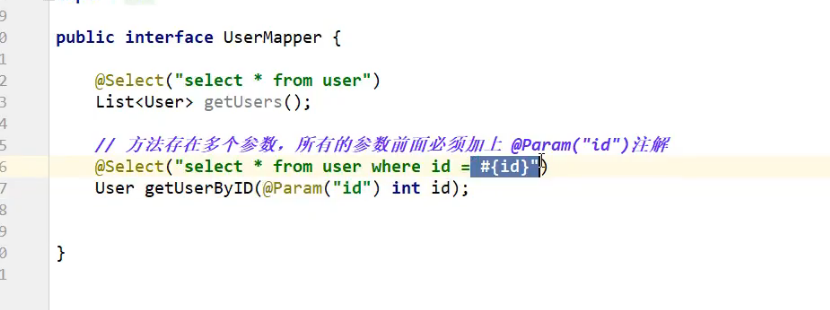 9
0
public interface UserMapper {
1
2
@Select("select * from user")
3
List<User> getUsers();
4
5
// 方法存在多个参数，所有的参数前面必须加上 @Param("id")注解
6
@Select("select * from user where id = #{id}")
7
User getUserByID(@Param("id") int id);
8
9
0
}
1